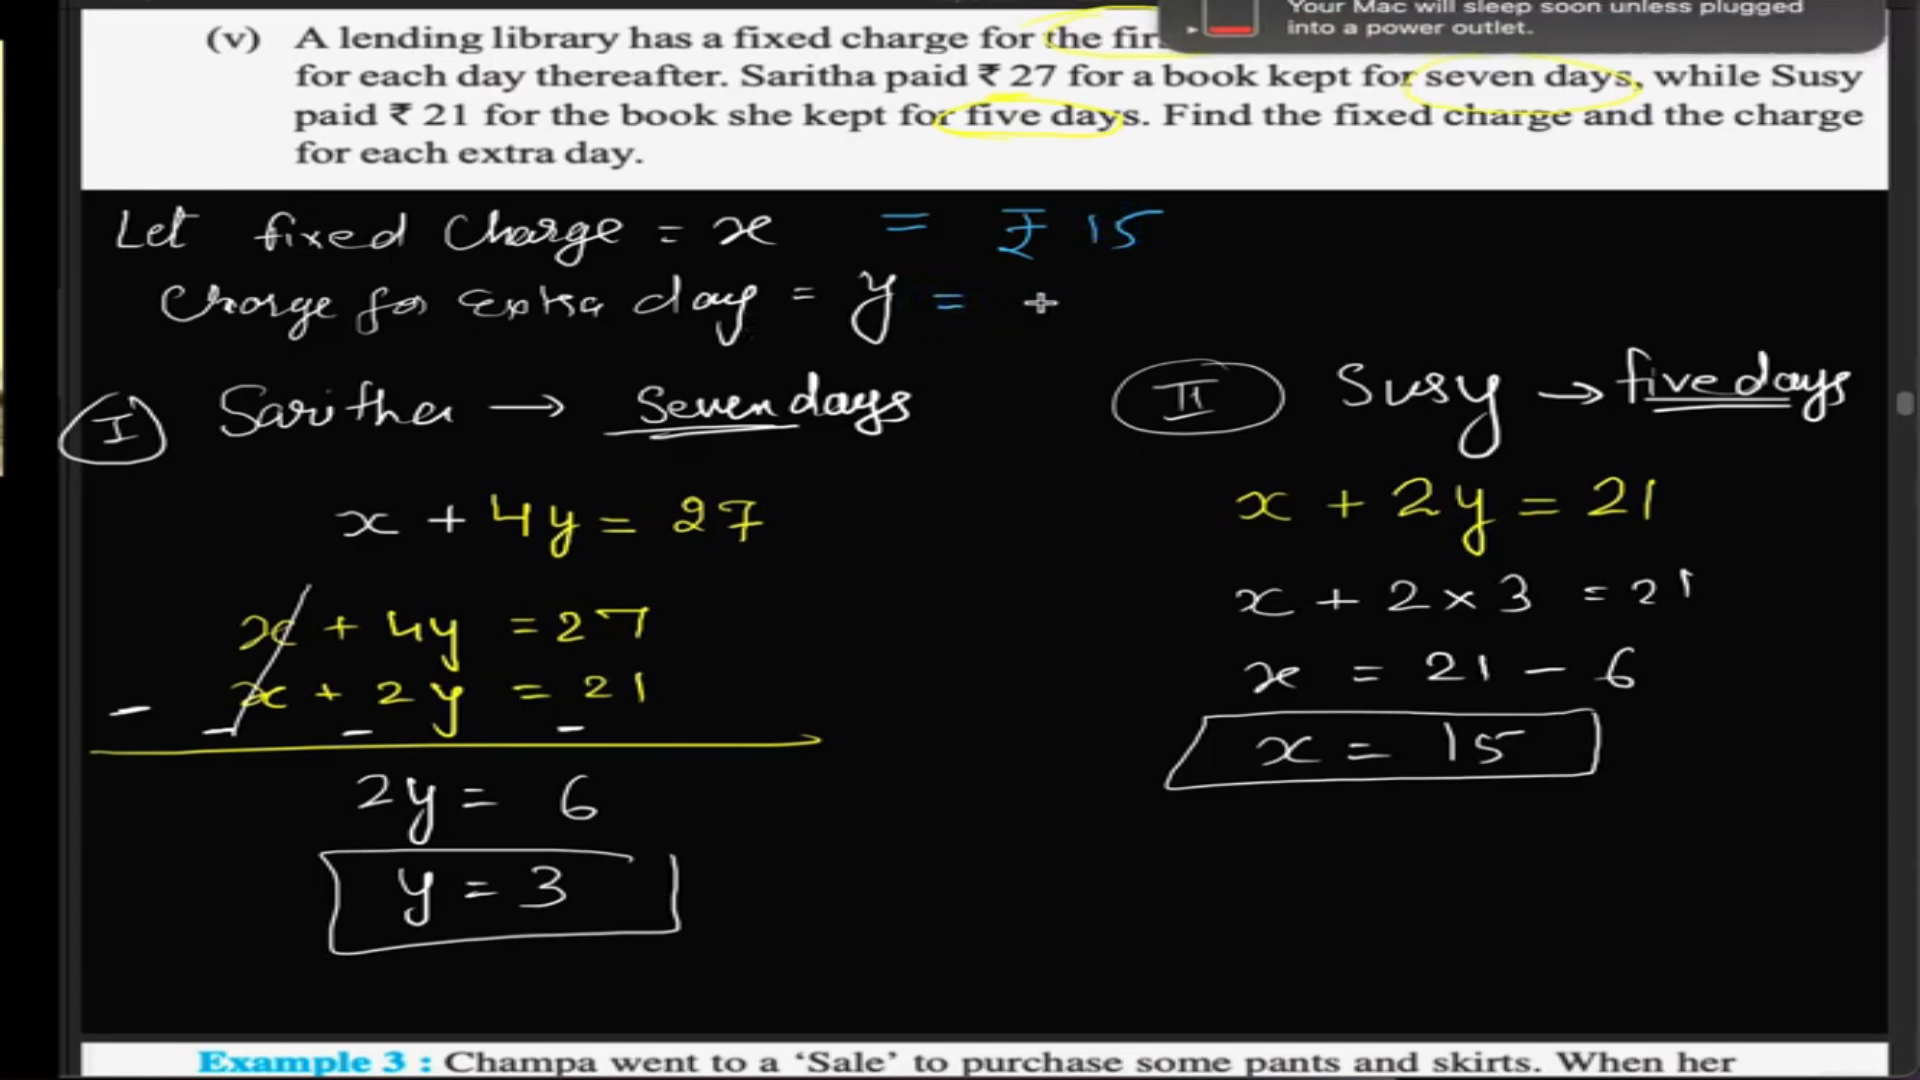 Your Mac will sleep soon unless plugged
into a power outlet.
(v) A lending library has a fixed charge for the fir
for each day thereafter. Saritha paid ₹ 27 for a book kept for seven days, while Susy
paid ₹ 21 for the book she kept for five days. Find the fixed charge and the charge
for each extra day.
Let fixed Charge = x = ₹ 15
Charge for Extra day = y =
I Saritha → Seven days
II Susy → five days
x + 4y = 27
x + 2y = 21
x + 4y = 27
x + 2 × 3 = 21
- x + 2y = 21
- - -
x = 21 - 6
x = 15
2y = 6
y = 3
Example 3 : Champa went to a ‘Sale’ to purchase some pants and skirts. When her